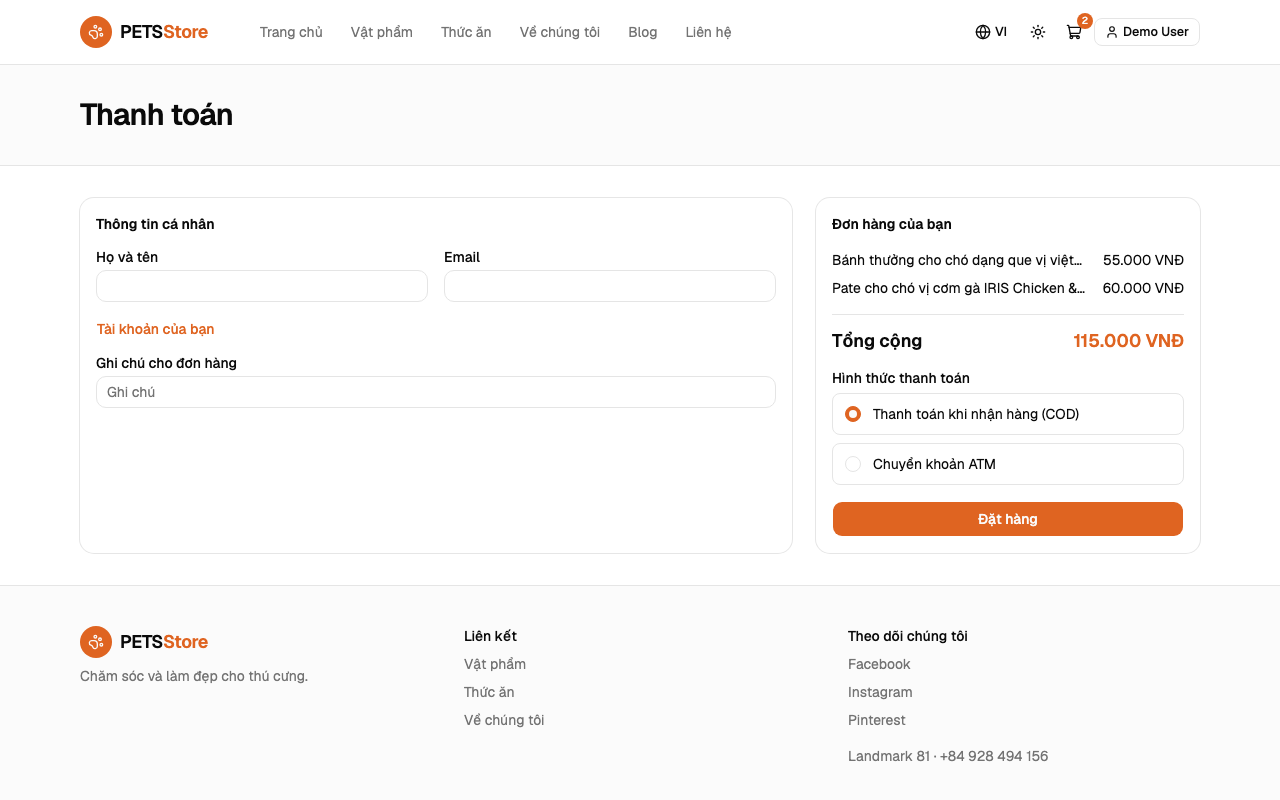 PETSStore
Trang chủ
Vật phẩm
Thức ăn
Về chúng tôi
Blog
Liên hệ
VI
2
Demo User
Thanh toán
Thông tin cá nhân
Họ và tên
Email
Tài khoản của bạn
Ghi chú cho đơn hàng
Ghi chú
Đơn hàng của bạn
Bánh thưởng cho chó dạng que vị việt... 55.000 VNĐ
Pate cho chó vị cơm gà IRIS Chicken &... 60.000 VNĐ
Tổng cộng 115.000 VNĐ
Hình thức thanh toán
Thanh toán khi nhận hàng (COD)
Chuyển khoản ATM
Đặt hàng
PETSStore
Chăm sóc và làm đẹp cho thú cưng.
Liên kết
Vật phẩm
Thức ăn
Về chúng tôi
Theo dõi chúng tôi
Facebook
Instagram
Pinterest
Landmark 81 · +84 928 494 156